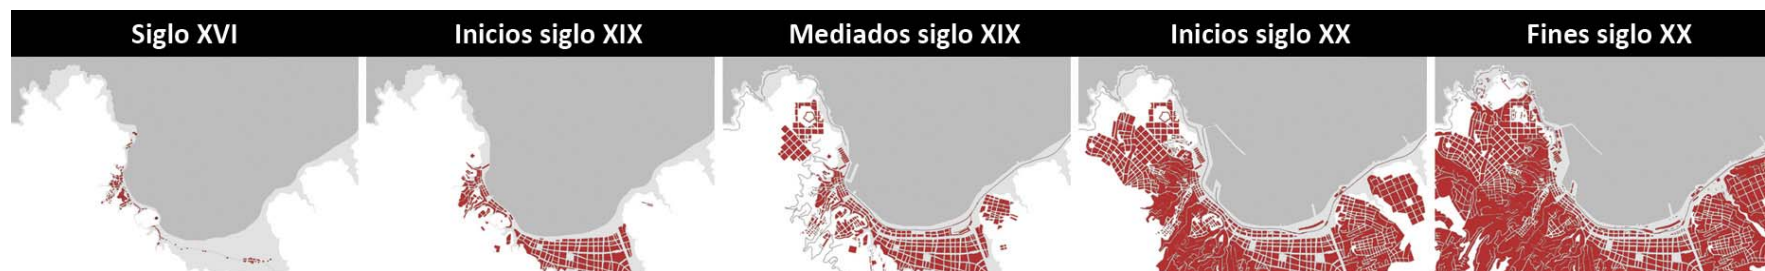 Siglo XVI
Inicios siglo XIX
Mediados siglo XIX
Inicios siglo XX
Fines siglo XX